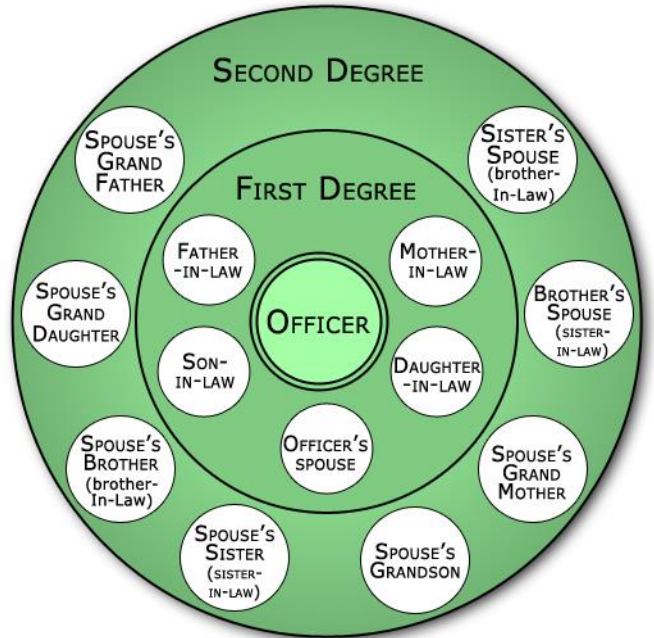 SECOND DEGREE
SPOUSE'S
GRAND
FATHER
SISTER'S
SPOUSE
(brother-
In-Law)
FIRST DEGREE
FATHER
-IN-LAW
MOTHER-
IN-LAW
SPOUSE'S
GRAND
DAUGHTER
OFFICER
BROTHER'S
SPOUSE
(SISTER-
IN-LAW)
SON-
IN-LAW
DAUGHTER
-IN-LAW
OFFICER'S
SPOUSE
SPOUSE'S
BROTHER
(brother-
In-Law)
SPOUSE'S
GRAND
MOTHER
SPOUSE'S
SISTER
(SISTER-
IN-LAW)
SPOUSE'S
GRANDSON